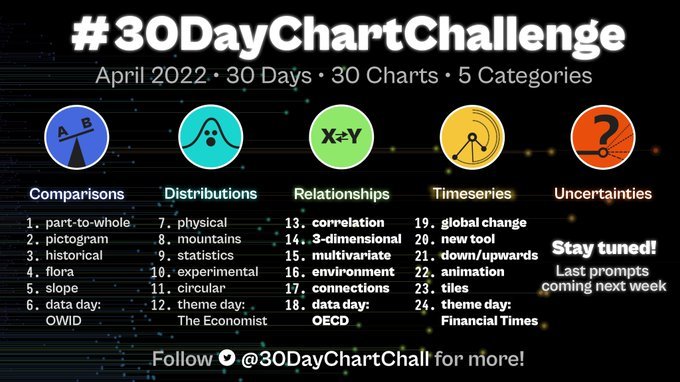 #30DayChartChallenge
April 2022 • 30 Days • 30 Charts • 5 Categories
A B
X⇄Y
?
Comparisons
1. part-to-whole
2. pictogram
3. historical
4. flora
5. slope
6. data day:
OWID
Distributions
7. physical
8. mountains
9. statistics
10. experimental
11. circular
12. theme day:
The Economist
Relationships
13. correlation
14. 3-dimensional
15. multivariate
16. environment
17. connections
18. data day:
OECD
Timeseries
19. global change
20. new tool
21. down/upwards
22. animation
23. tiles
24. theme day:
Financial Times
Uncertainties
Stay tuned!
Last prompts
coming next week
Follow @30DayChartChall for more!